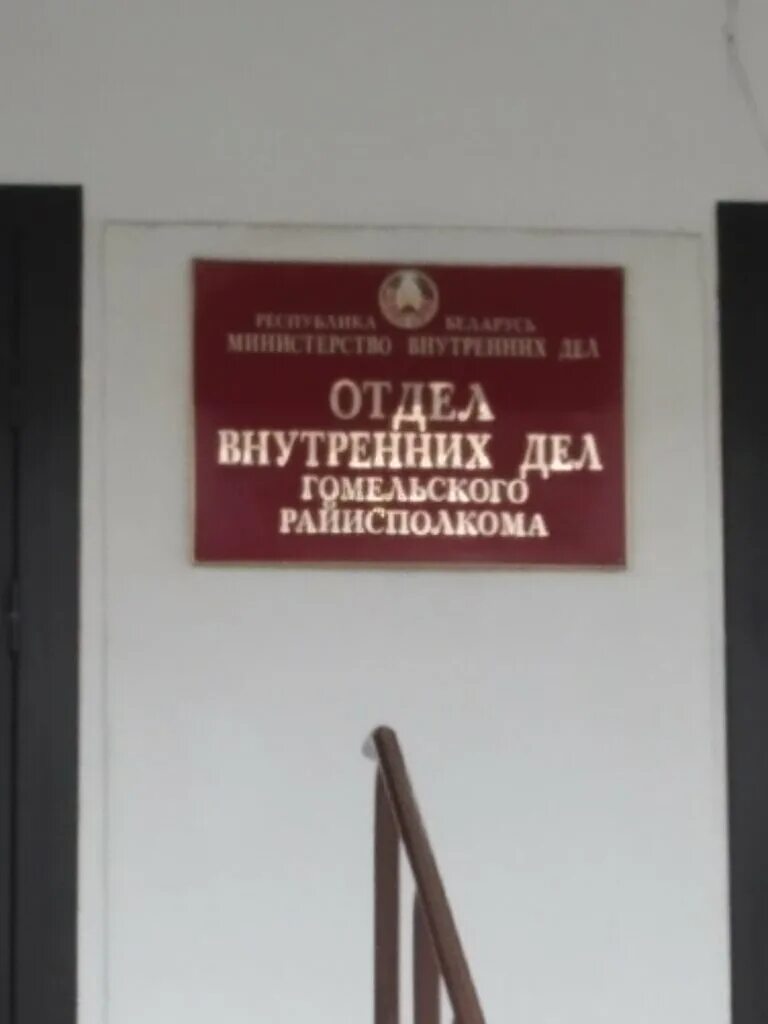 РЕСПУБЛИКА БЕЛАРУСЬ
МИНИСТЕРСТВО ВНУТРЕННИХ ДЕЛ
ОТДЕЛ
ВНУТРЕННИХ ДЕЛ
ГОМЕЛЬСКОГО
РАЙИСПОЛКОМА